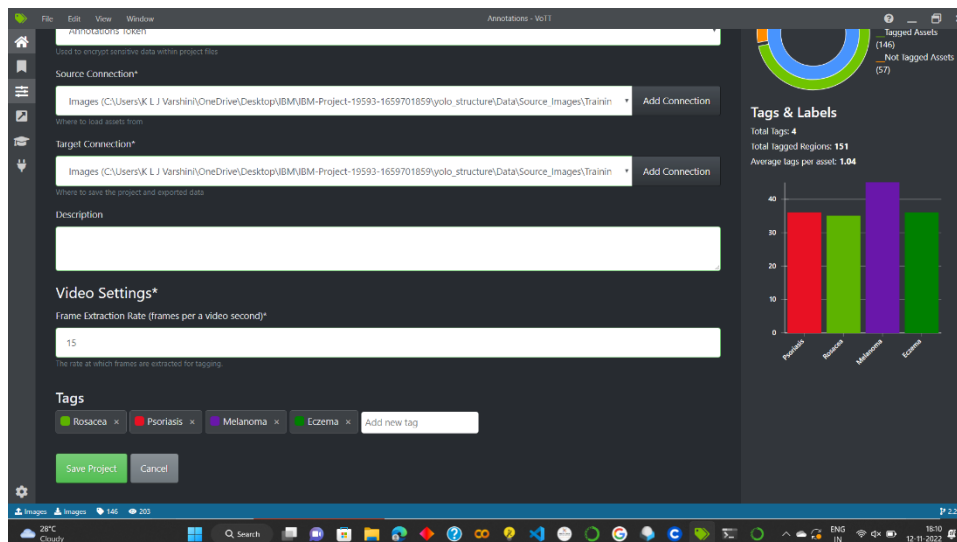 File Edit View Window
Annotations - VoTT
Annotations Token
Used to encrypt sensitive data within project files
Source Connection*
Images (C:\Users\K L J Varshini\OneDrive\Desktop\IBM\IBM-Project-19593-1659701859\yolo_structure\Data\Source_Images\Trainin
Add Connection
Where to load assets from
Target Connection*
Images (C:\Users\K L J Varshini\OneDrive\Desktop\IBM\IBM-Project-19593-1659701859\yolo_structure\Data\Source_Images\Trainin
Add Connection
Where to save the project and exported data
Description
Video Settings*
Frame Extraction Rate (frames per a video second)*
15
The rate at which frames are extracted for tagging.
Tags
Rosacea × Psoriasis × Melanoma × Eczema × Add new tag
Save Project Cancel
Tagged Assets
(146)
Not Tagged Assets
(57)
Tags & Labels
Total Tags: 4
Total Tagged Regions: 151
Average tags per asset: 1.04
40
30
20
10
0
Psoriasis Rosacea Melanoma Eczema
Images Images 146 203
2.2
28°C
Cloudy
Search
ENG
IN
18:10
12-11-2022